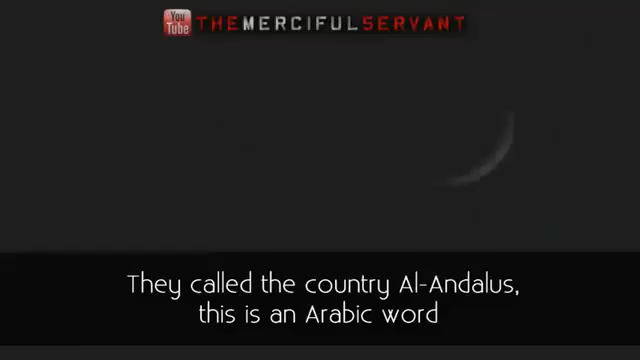 You Tube THEMERCIFULSERVANT
They called the country Al-Andalus,
this is an Arabic word